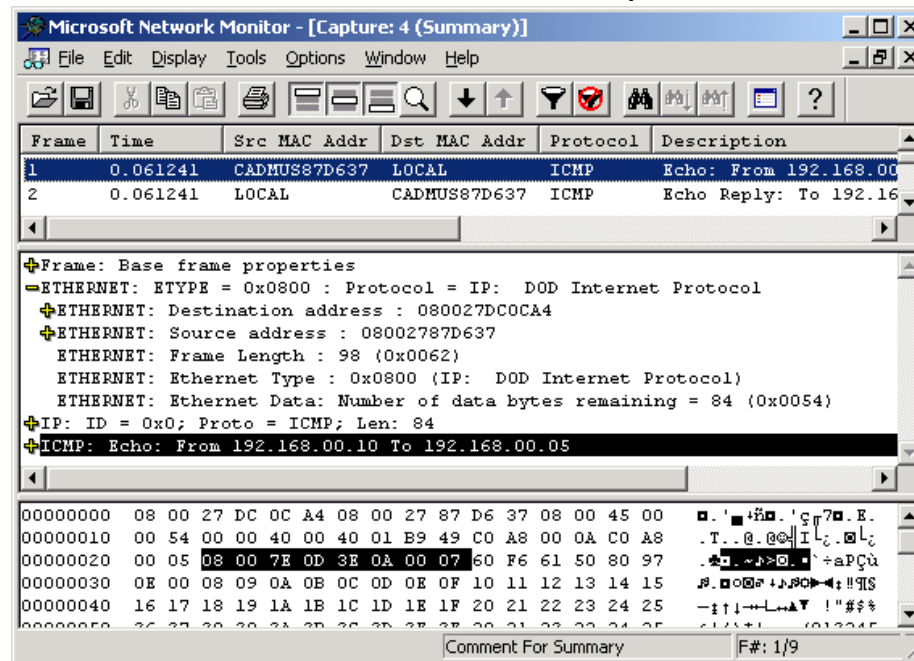 Microsoft Network Monitor - [Capture: 4 (Summary)]
File Edit Display Tools Options Window Help
Frame Time Src MAC Addr Dst MAC Addr Protocol Description
1 0.061241 CADMUS87D637 LOCAL ICMP Echo: From 192.168.00
2 0.061241 LOCAL CADMUS87D637 ICMP Echo Reply: To 192.16
Frame: Base frame properties
ETHERNET: ETYPE = 0x0800 : Protocol = IP: DOD Internet Protocol
ETHERNET: Destination address : 080027DC0CA4
ETHERNET: Source address : 08002787D637
ETHERNET: Frame Length : 98 (0x0062)
ETHERNET: Ethernet Type : 0x0800 (IP: DOD Internet Protocol)
ETHERNET: Ethernet Data: Number of data bytes remaining = 84 (0x0054)
IP: ID = 0x0; Proto = ICMP; Len: 84
ICMP: Echo: From 192.168.00.10 To 192.168.00.05
00000000 08 00 27 DC 0C A4 08 00 27 87 D6 37 08 00 45 00
00000010 00 54 00 00 40 00 40 01 B9 49 C0 A8 00 0A C0 A8
00000020 00 05 08 00 7E 0D 3E 0A 00 07 60 F6 61 50 80 97
00000030 0E 00 08 09 0A 0B 0C 0D 0E 0F 10 11 12 13 14 15
00000040 16 17 18 19 1A 1B 1C 1D 1E 1F 20 21 22 23 24 25 !"#$%
Comment For Summary F#: 1/9